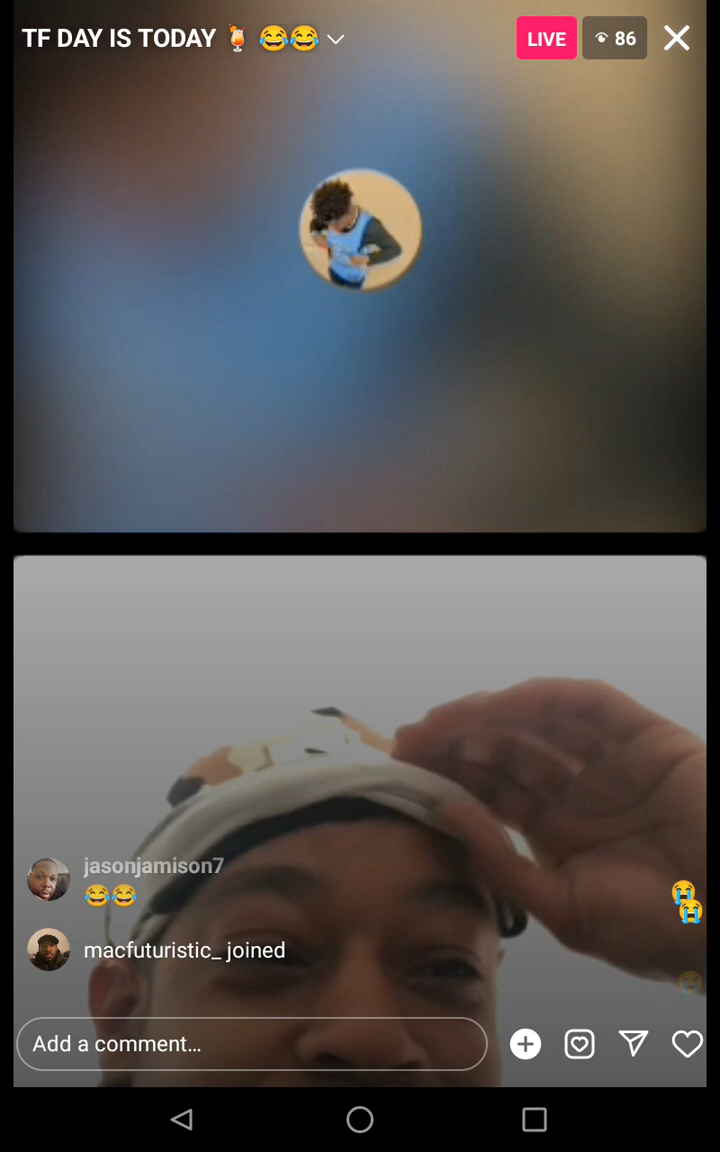 TF DAY IS TODAY 🍹 😂😂
LIVE
86
jasonjamison7
😂😂
macfuturistic_ joined
Add a comment...